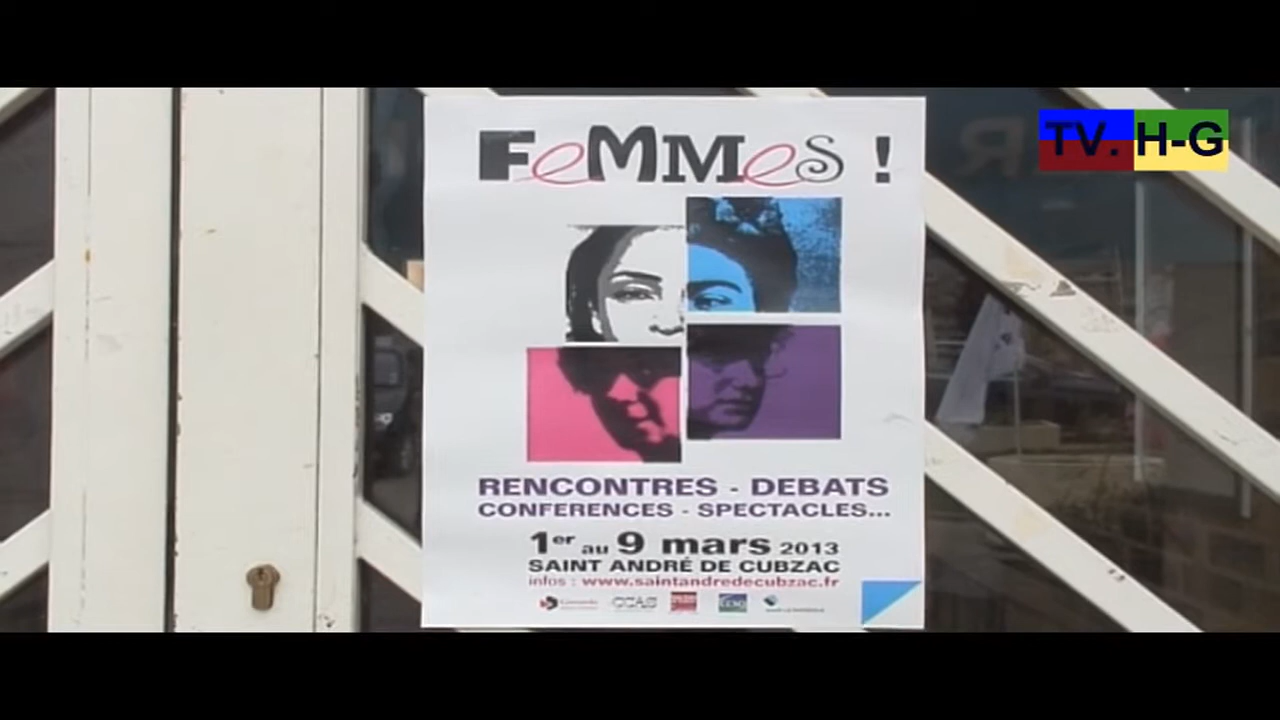 TV. H-G
FeMMes !
RENCONTRES - DEBATS
CONFERENCES - SPECTACLES...
1er au 9 mars 2013
SAINT ANDRÉ DE CUBZAC
infos : www.saintandredecubzac.fr
CCAS